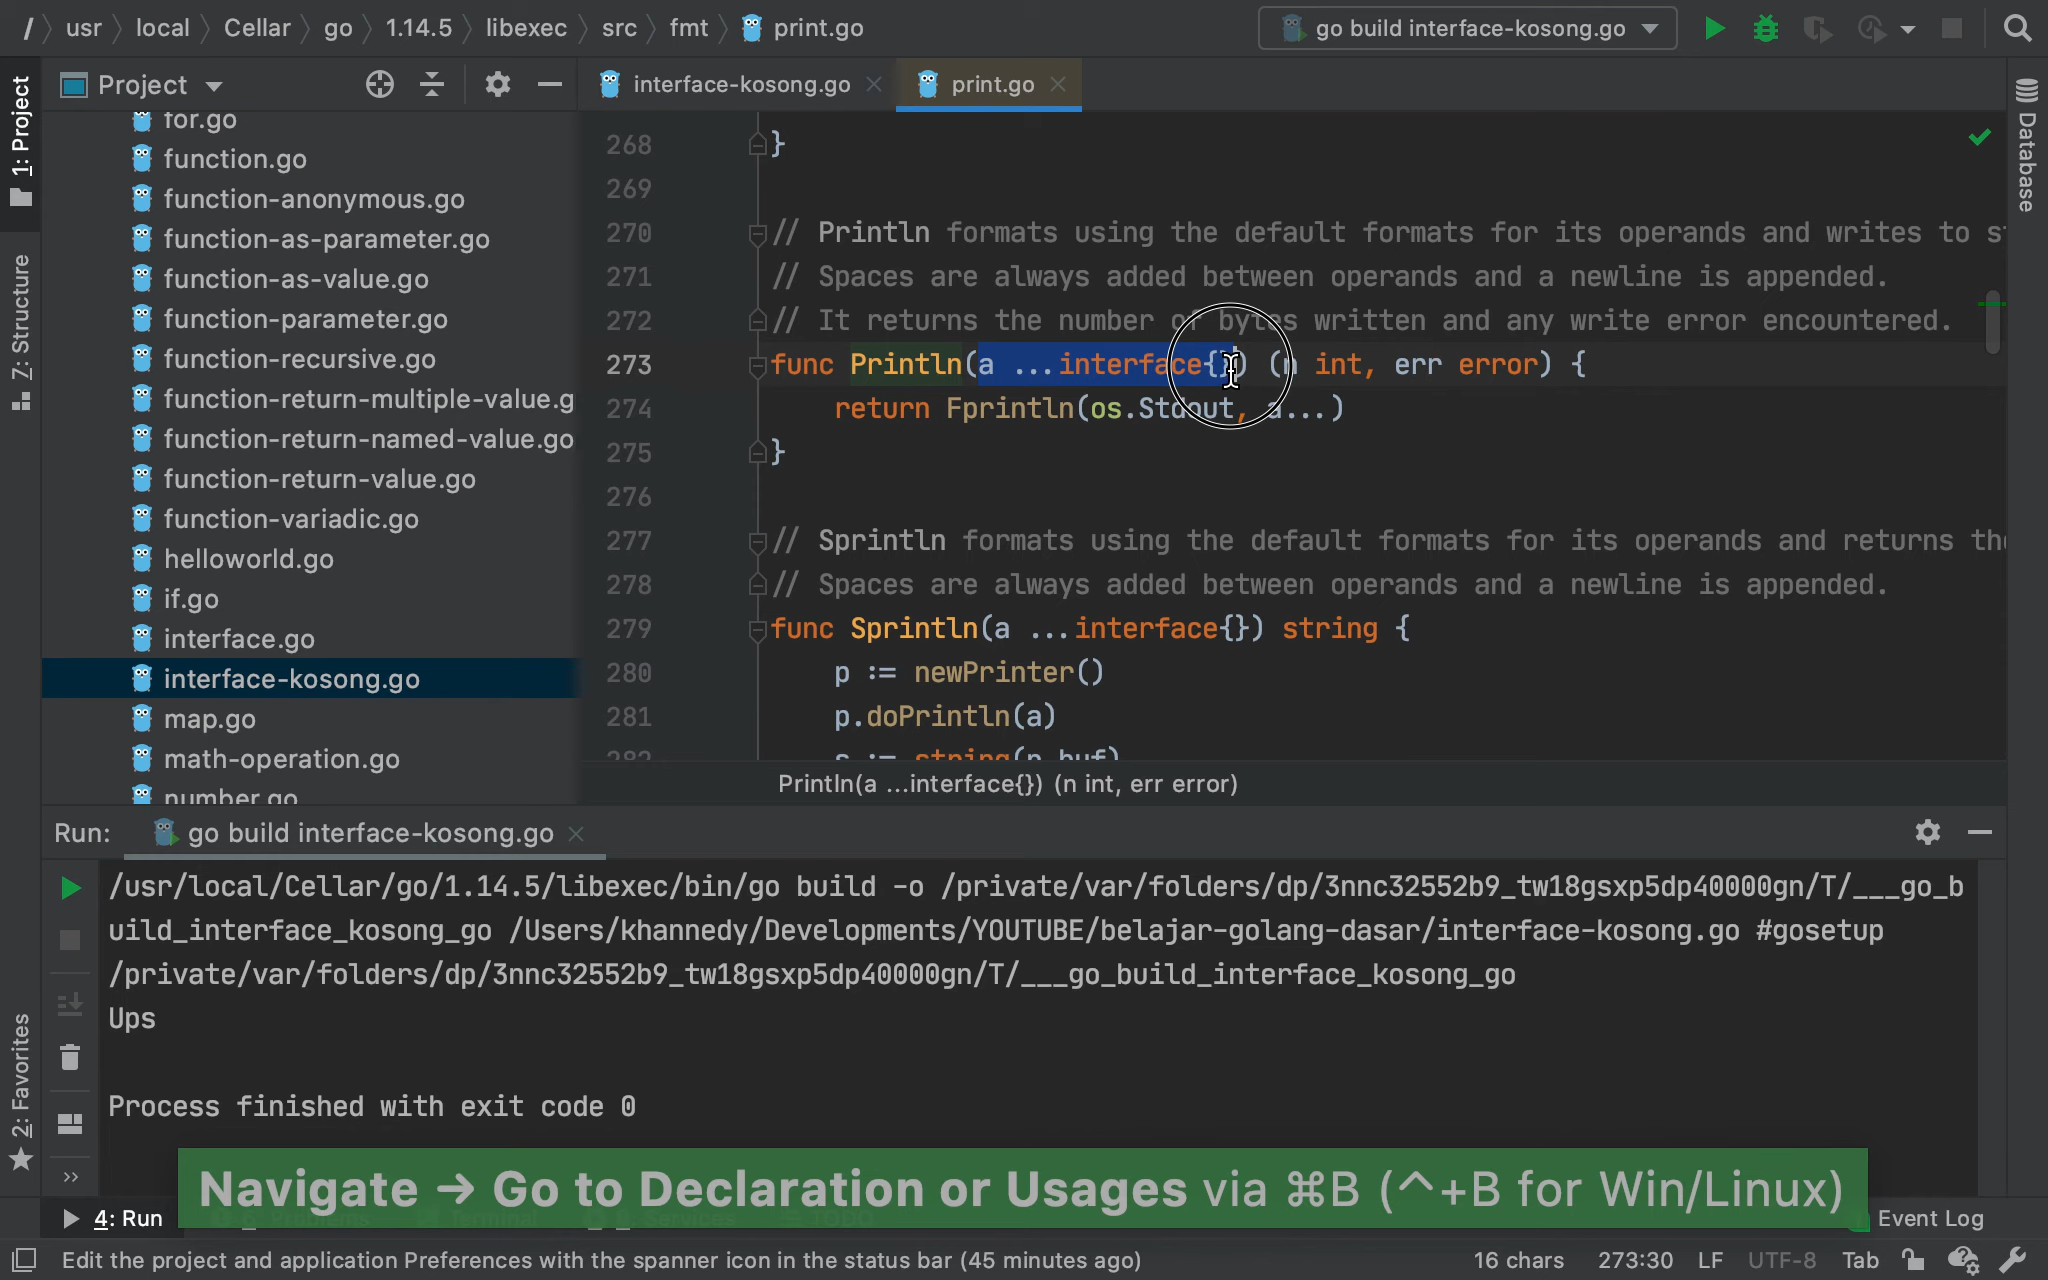 / usr local Cellar go 1.14.5 libexec src fmt print.go
go build interface-kosong.go
1: Project
7: Structure
2: Favorites
Project
for.go
function.go
function-anonymous.go
function-as-parameter.go
function-as-value.go
function-parameter.go
function-recursive.go
function-return-multiple-value.g
function-return-named-value.go
function-return-value.go
function-variadic.go
helloworld.go
if.go
interface.go
interface-kosong.go
map.go
math-operation.go
number.go
interface-kosong.go
print.go
268 }
269
270 // Println formats using the default formats for its operands and writes to st
271 // Spaces are always added between operands and a newline is appended.
272 // It returns the number of bytes written and any write error encountered.
273 func Println(a ...interface{}) (n int, err error) {
274 return Fprintln(os.Stdout, a...)
275 }
276
277 // Sprintln formats using the default formats for its operands and returns the
278 // Spaces are always added between operands and a newline is appended.
279 func Sprintln(a ...interface{}) string {
280 p := newPrinter()
281 p.doPrintln(a)
282 s := string(p.buf)
Println(a ...interface{}) (n int, err error)
Database
Run: go build interface-kosong.go
/usr/local/Cellar/go/1.14.5/libexec/bin/go build -o /private/var/folders/dp/3nnc32552b9_tw18gsxp5dp40000gn/T/___go_b
uild_interface_kosong_go /Users/khannedy/Developments/YOUTUBE/belajar-golang-dasar/interface-kosong.go #gosetup
/private/var/folders/dp/3nnc32552b9_tw18gsxp5dp40000gn/T/___go_build_interface_kosong_go
Ups
Process finished with exit code 0
Navigate → Go to Declaration or Usages via ⌘B (^+B for Win/Linux)
4: Run
Event Log
Edit the project and application Preferences with the spanner icon in the status bar (45 minutes ago)
16 chars 273:30 LF UTF-8 Tab